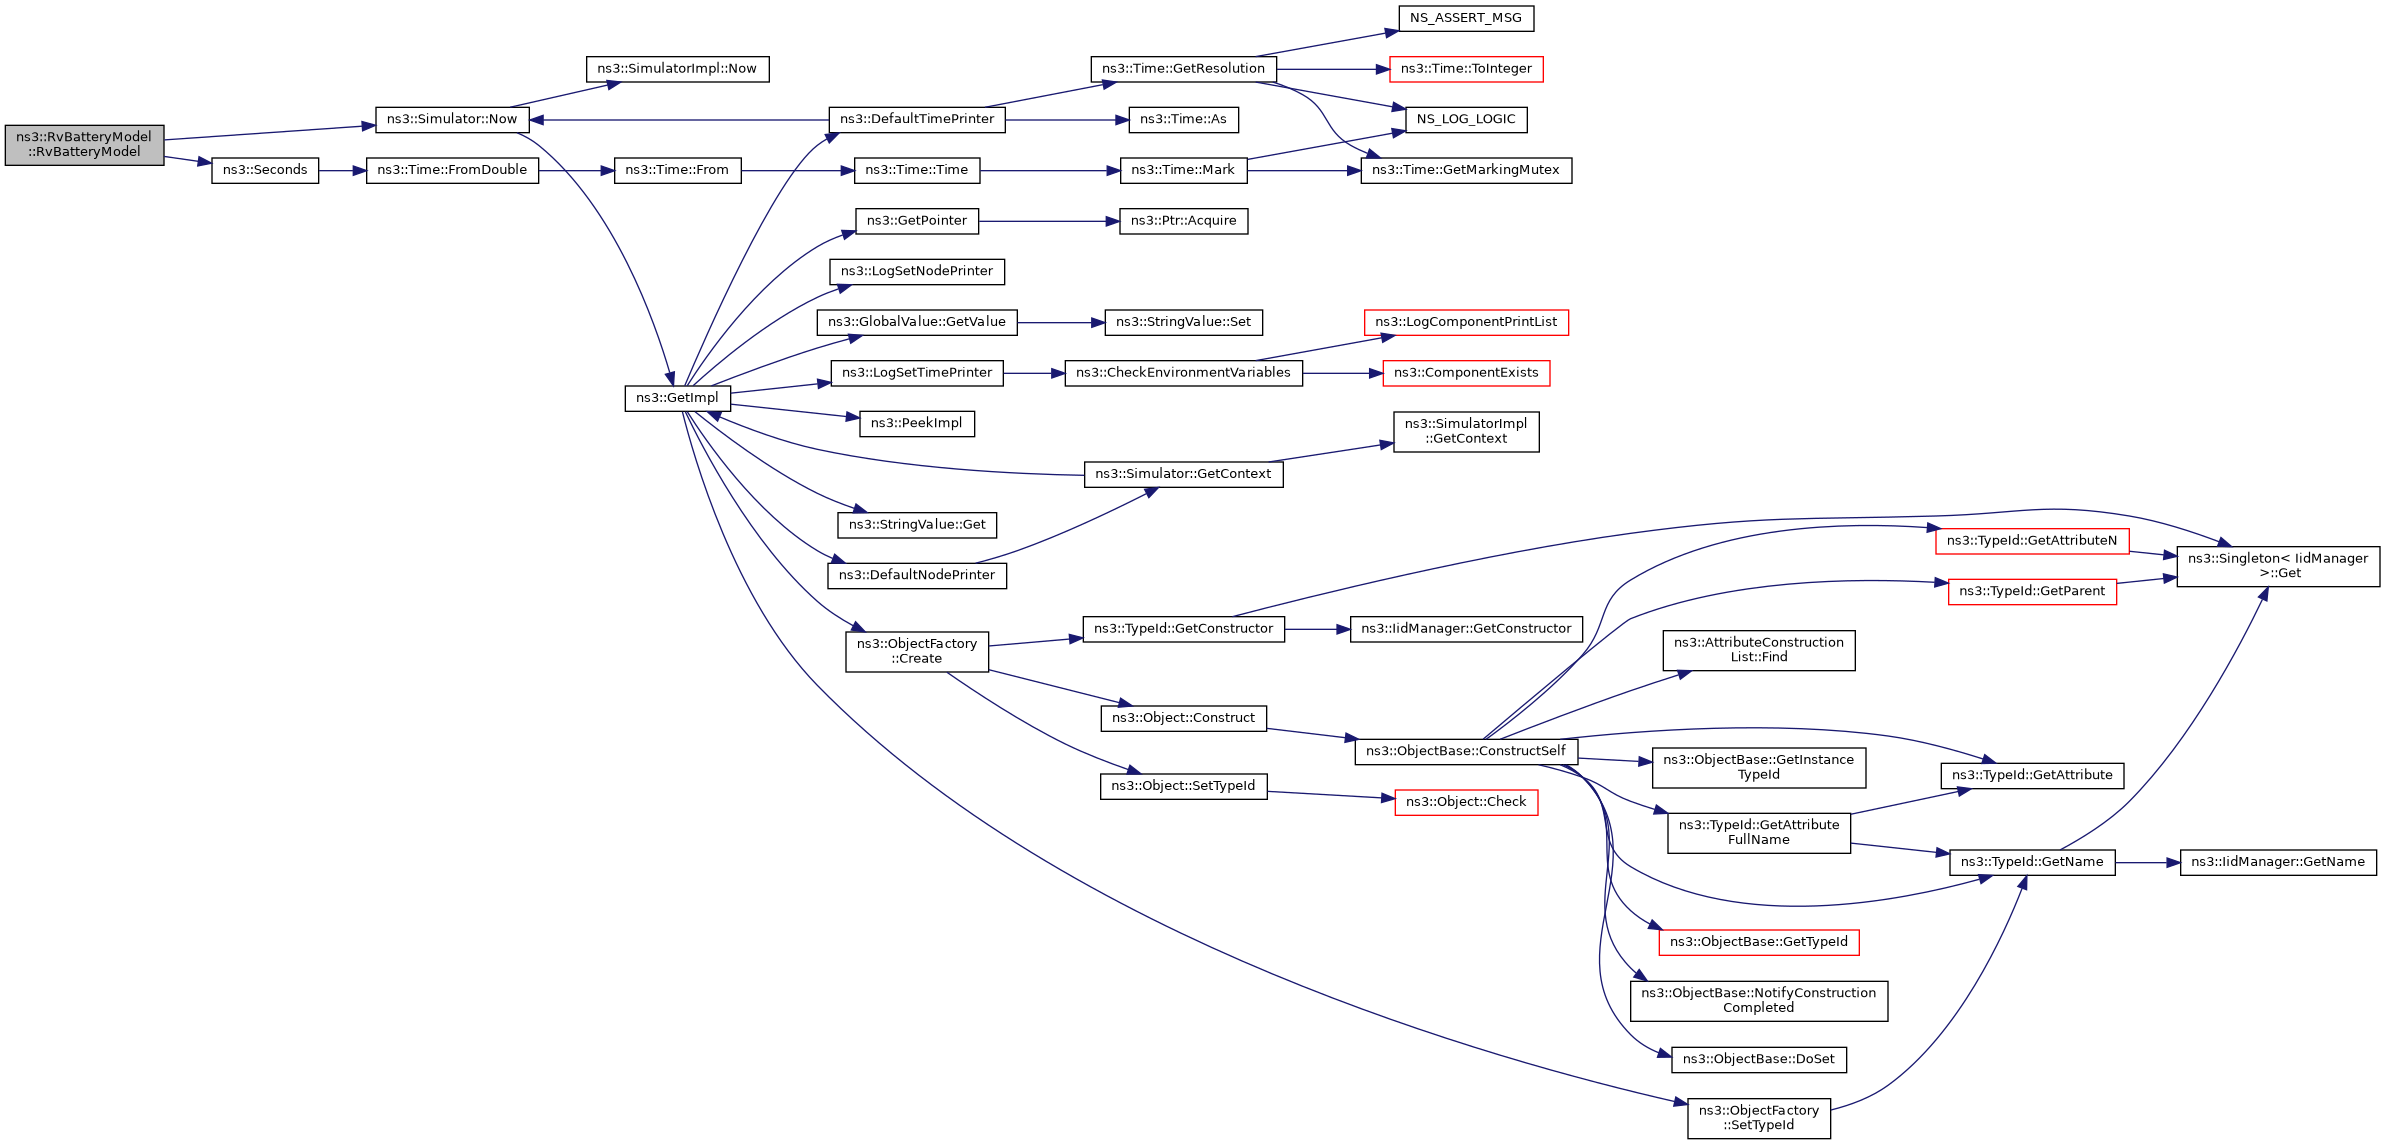 ns3::RvBatteryModel
::RvBatteryModel
ns3::Simulator::Now
ns3::SimulatorImpl::Now
ns3::Seconds
ns3::Time::FromDouble
ns3::Time::From
ns3::Time::Time
ns3::Time::Mark
ns3::DefaultTimePrinter
ns3::Time::GetResolution
ns3::Time::As
NS_ASSERT_MSG
ns3::Time::ToInteger
NS_LOG_LOGIC
ns3::Time::GetMarkingMutex
ns3::GetImpl
ns3::GetPointer
ns3::Ptr::Acquire
ns3::LogSetNodePrinter
ns3::GlobalValue::GetValue
ns3::StringValue::Set
ns3::LogSetTimePrinter
ns3::CheckEnvironmentVariables
ns3::LogComponentPrintList
ns3::ComponentExists
ns3::PeekImpl
ns3::Simulator::GetContext
ns3::SimulatorImpl
::GetContext
ns3::StringValue::Get
ns3::DefaultNodePrinter
ns3::ObjectFactory
::Create
ns3::TypeId::GetConstructor
ns3::IidManager::GetConstructor
ns3::Object::Construct
ns3::Object::SetTypeId
ns3::Object::Check
ns3::ObjectBase::ConstructSelf
ns3::TypeId::GetAttributeN
ns3::TypeId::GetParent
ns3::Singleton< IidManager
>::Get
ns3::AttributeConstruction
List::Find
ns3::ObjectBase::GetInstance
TypeId
ns3::TypeId::GetAttribute
ns3::TypeId::GetAttribute
FullName
ns3::TypeId::GetName
ns3::IidManager::GetName
ns3::ObjectBase::GetTypeId
ns3::ObjectBase::NotifyConstruction
Completed
ns3::ObjectBase::DoSet
ns3::ObjectFactory
::SetTypeId